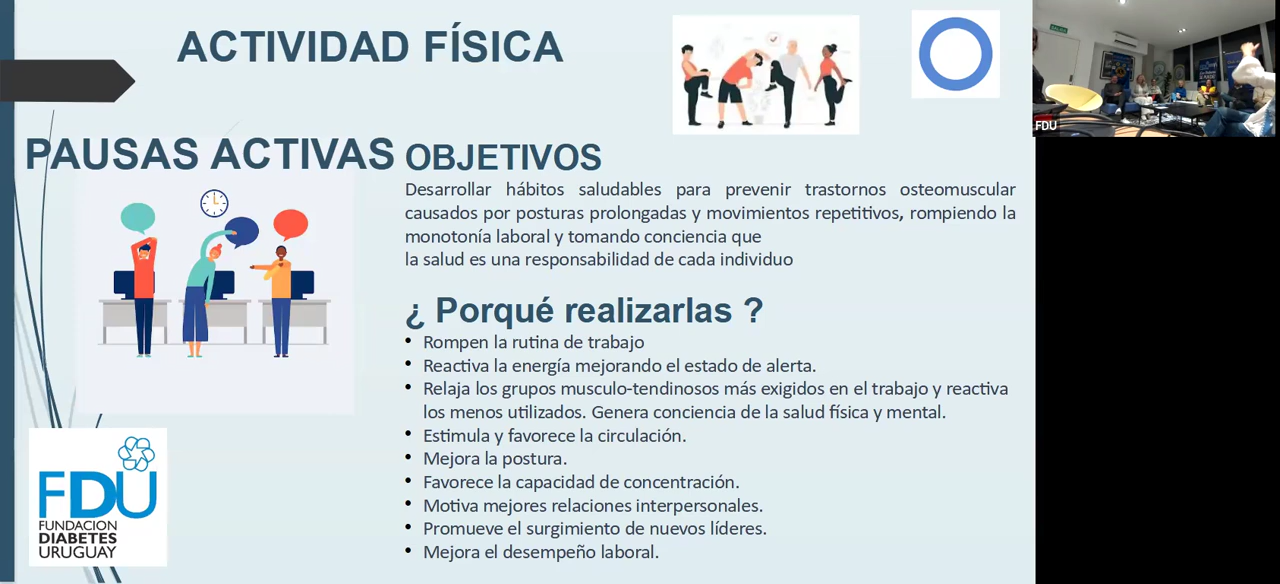 ACTIVIDAD FÍSICA
PAUSAS ACTIVAS
OBJETIVOS
Desarrollar hábitos saludables para prevenir trastornos osteomuscular
causados por posturas prolongadas y movimientos repetitivos, rompiendo la
monotonía laboral y tomando conciencia que
la salud es una responsabilidad de cada individuo
¿ Porqué realizarlas ?
• Rompen la rutina de trabajo
• Reactiva la energía mejorando el estado de alerta.
• Relaja los grupos musculo-tendinosos más exigidos en el trabajo y reactiva
los menos utilizados. Genera conciencia de la salud física y mental.
• Estimula y favorece la circulación.
• Mejora la postura.
• Favorece la capacidad de concentración.
• Motiva mejores relaciones interpersonales.
• Promueve el surgimiento de nuevos líderes.
• Mejora el desempeño laboral.
FDU
FUNDACION
DIABETES
URUGUAY
FDU